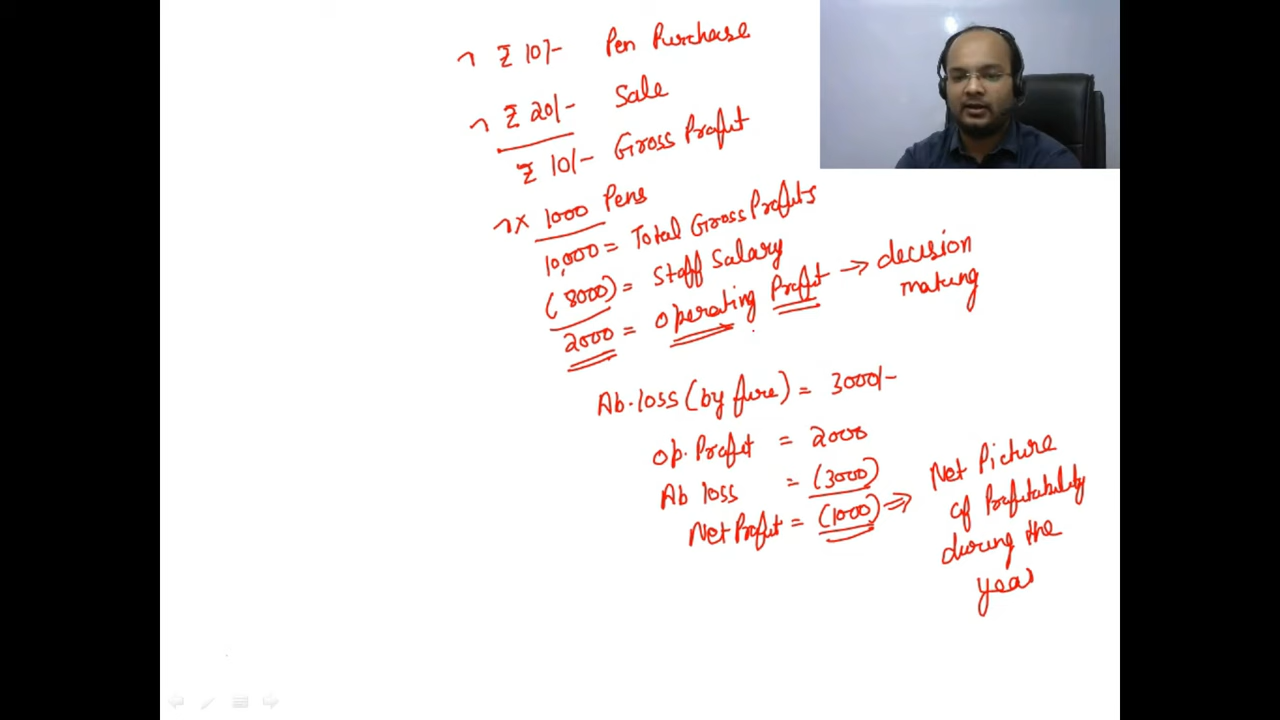 ₹ 10/- Pen Purchase
₹ 20/- Sale
₹ 10/- Gross Profit
x 1000 Pens
10,000 = Total Gross Profits
(8000) = Staff Salary
2000 = operating Profit → decision making
Ab. loss (by fire) = 3000/-
op. Profit = 2000
Ab loss = (3000)
Net Profit = (1000) ⇒ Net Picture
of Profitability
during the
year